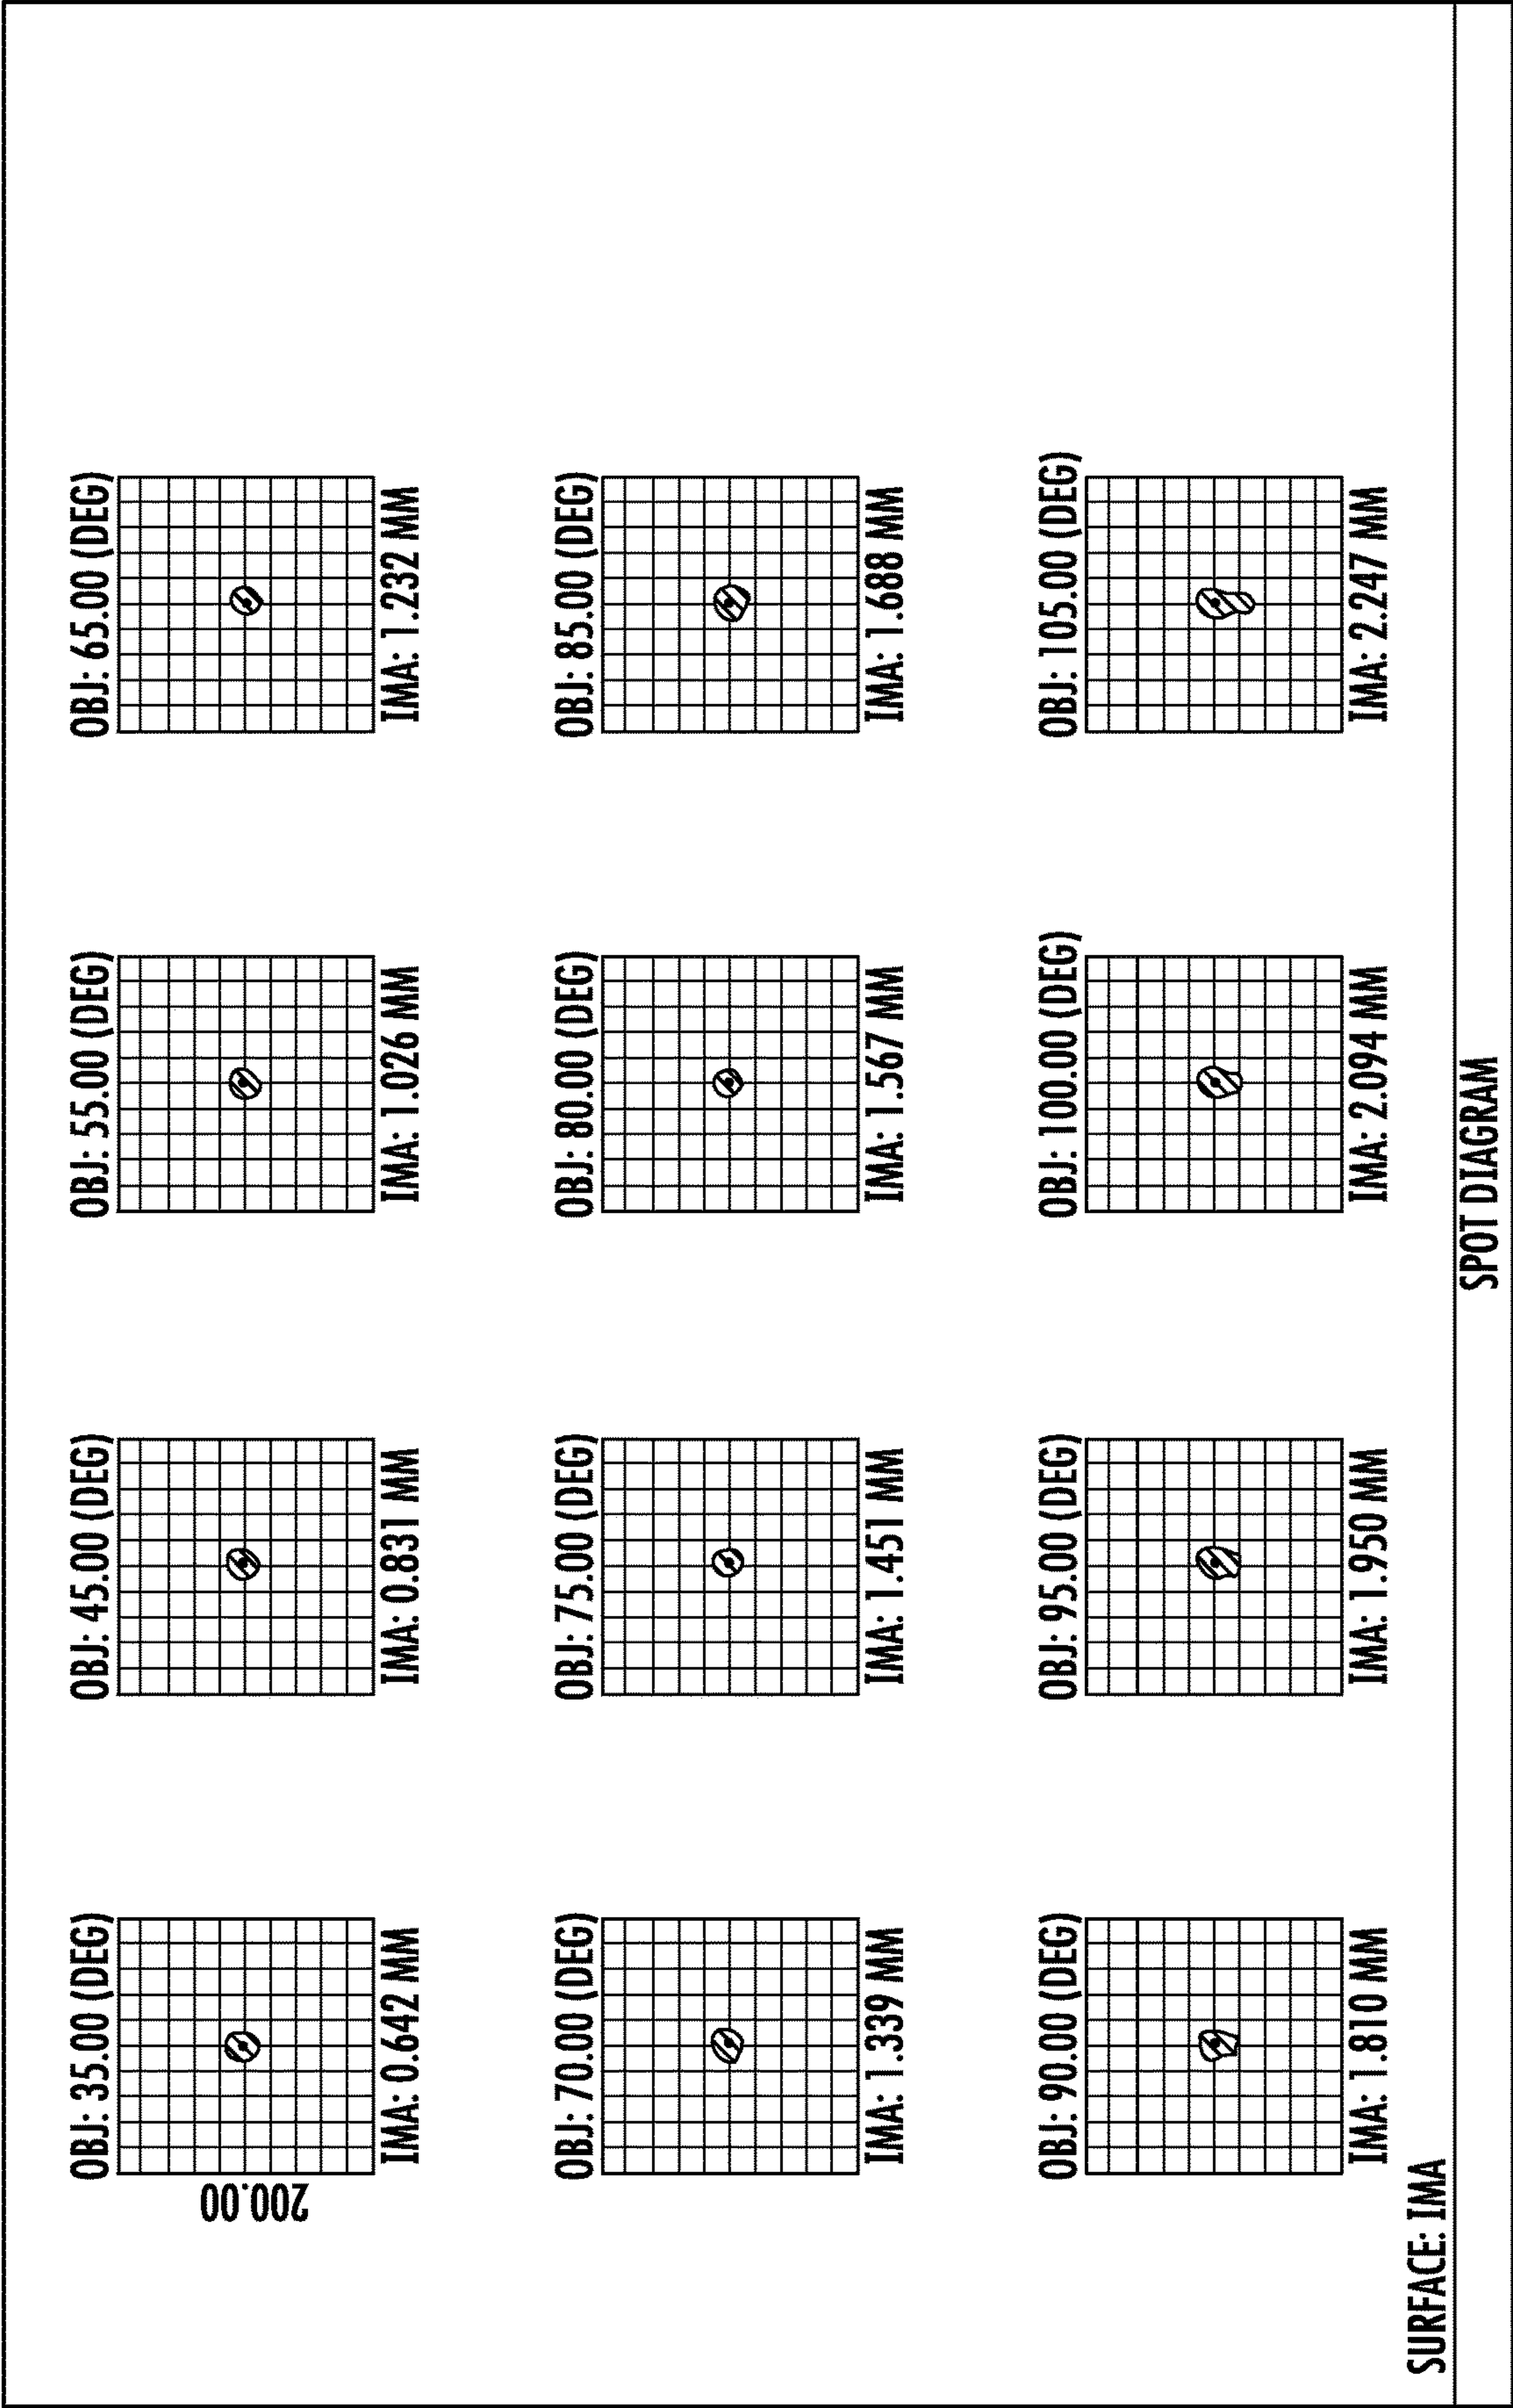 OBJ: 35.00 (DEG)
OBJ: 45.00 (DEG)
OBJ: 55.00 (DEG)
OBJ: 65.00 (DEG)
200.00
IMA: 0.642 MM
IMA: 0.831 MM
IMA: 1.026 MM
IMA: 1.232 MM
OBJ: 70.00 (DEG)
OBJ: 75.00 (DEG)
OBJ: 80.00 (DEG)
OBJ: 85.00 (DEG)
IMA: 1.339 MM
IMA: 1.451 MM
IMA: 1.567 MM
IMA: 1.688 MM
OBJ: 90.00 (DEG)
OBJ: 95.00 (DEG)
OBJ: 100.00 (DEG)
OBJ: 105.00 (DEG)
IMA: 1.810 MM
IMA: 1.950 MM
IMA: 2.094 MM
IMA: 2.247 MM
SURFACE: IMA
SPOT DIAGRAM